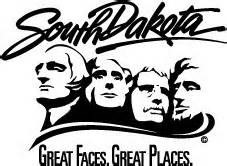 South Dakota
©
GREAT FACES. GREAT PLACES.